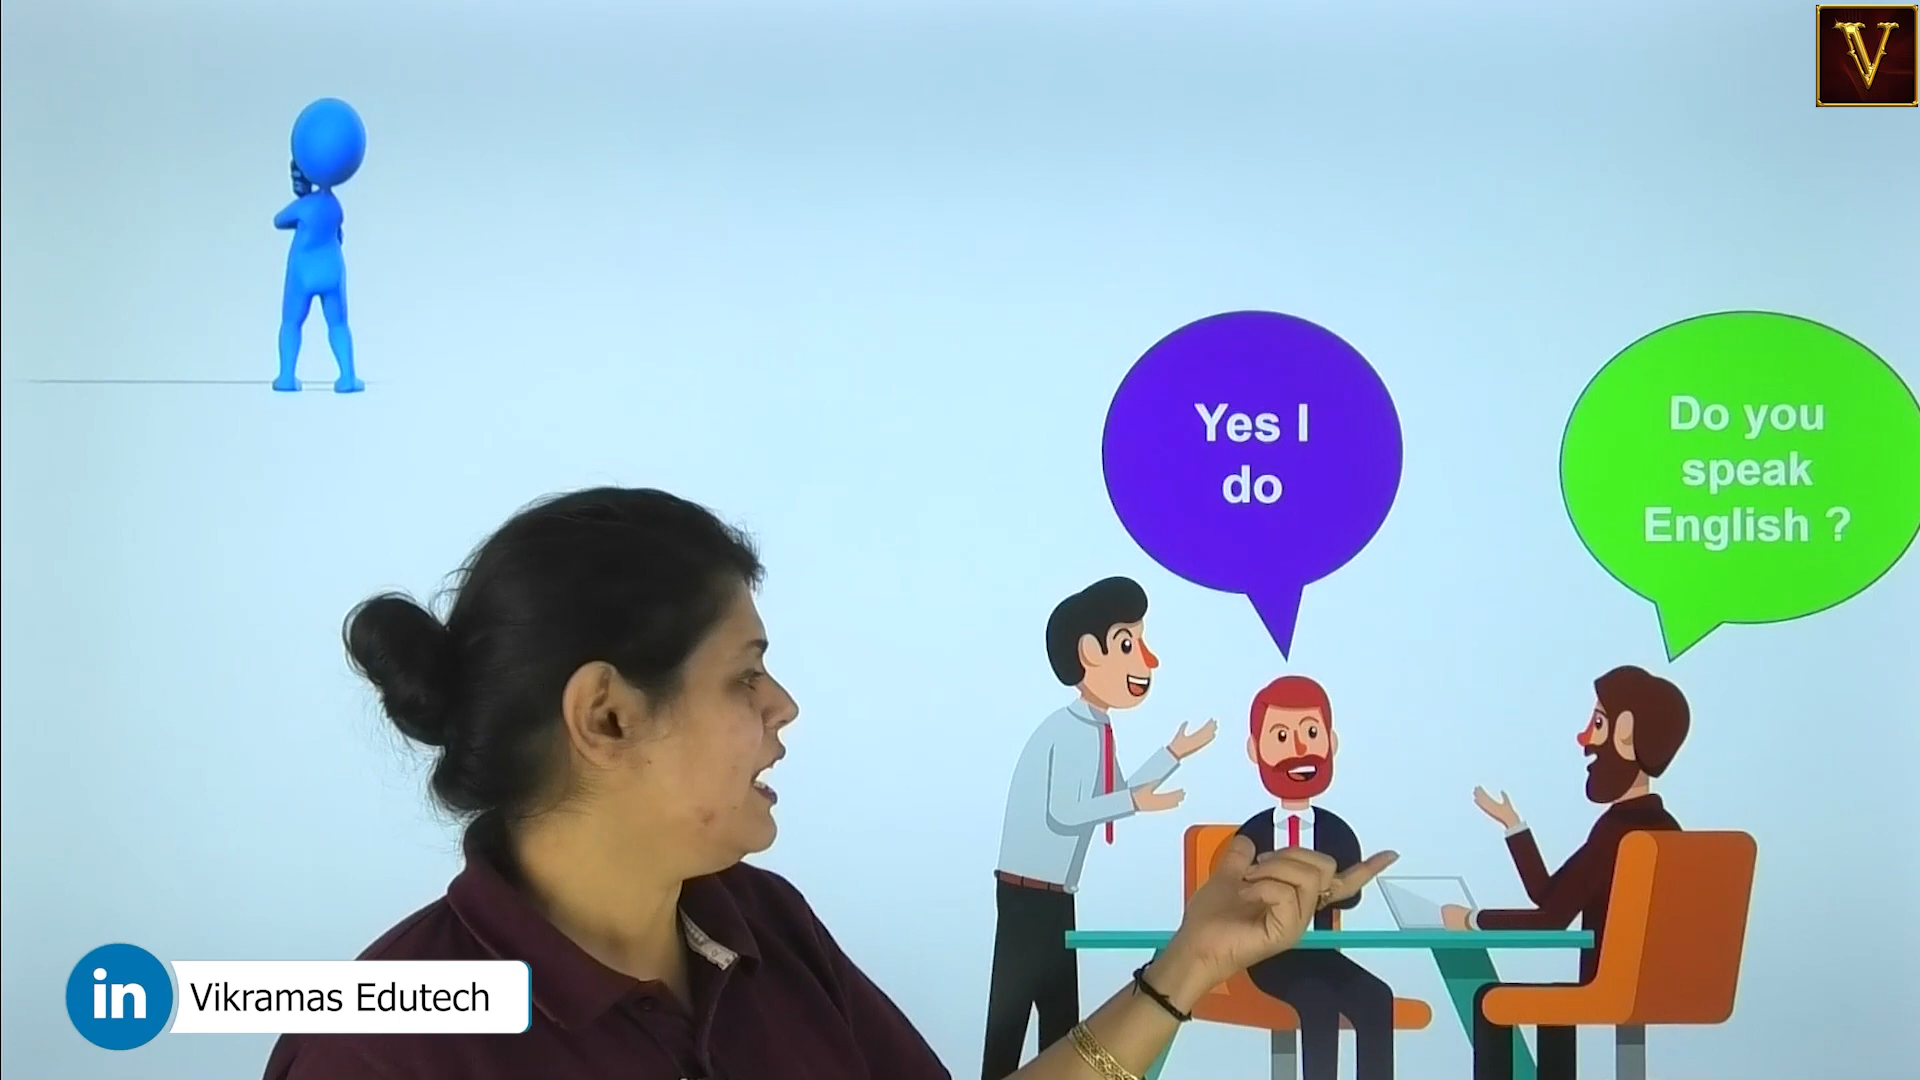 V
Yes I
do
Do you
speak
English ?
in
Vikramas Edutech